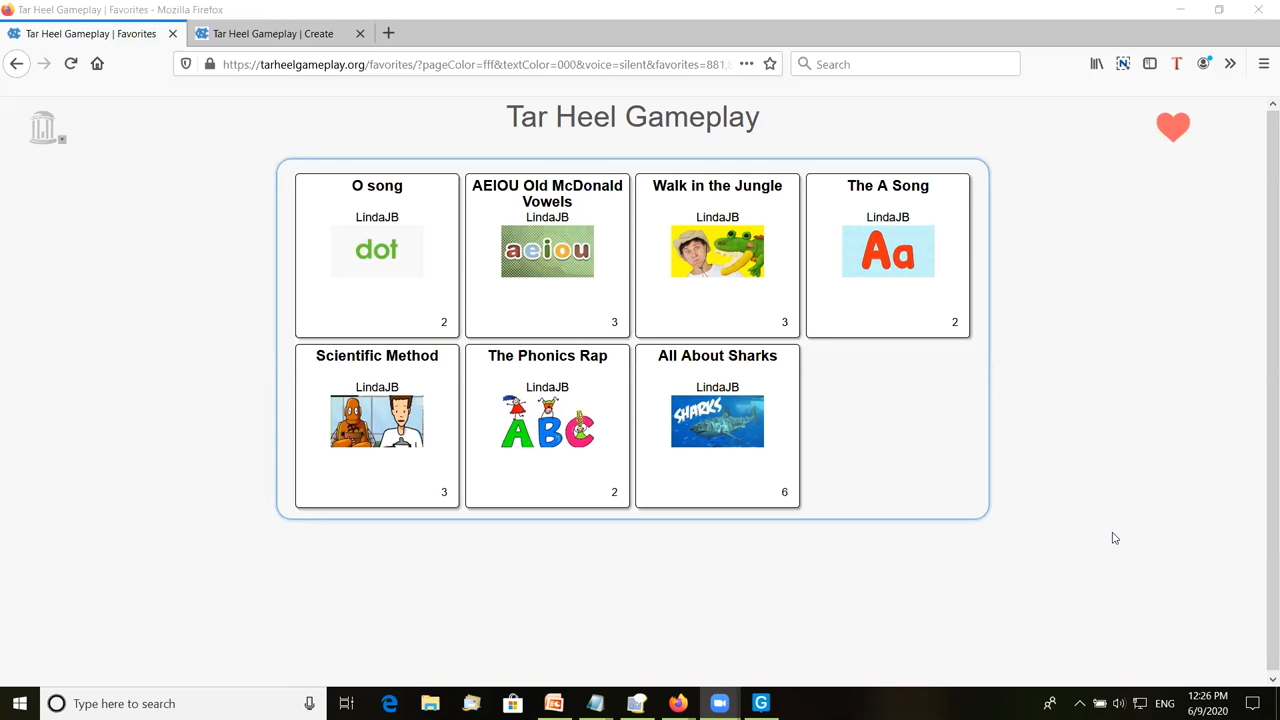 Tar Heel Gameplay | Favorites - Mozilla Firefox
Tar Heel Gameplay | Favorites
Tar Heel Gameplay | Create
https://tarheelgameplay.org/favorites/?pageColor=fff&textColor=000&voice=silent&favorites=881,
Search
Tar Heel Gameplay
O song
LindaJB
dot
2
AEIOU Old McDonald
Vowels
LindaJB
aeiou
3
Walk in the Jungle
LindaJB
3
The A Song
LindaJB
Aa
2
Scientific Method
LindaJB
3
The Phonics Rap
LindaJB
ABC
2
All About Sharks
LindaJB
SHARKS
6
Type here to search
ENG
12:26 PM
6/9/2020